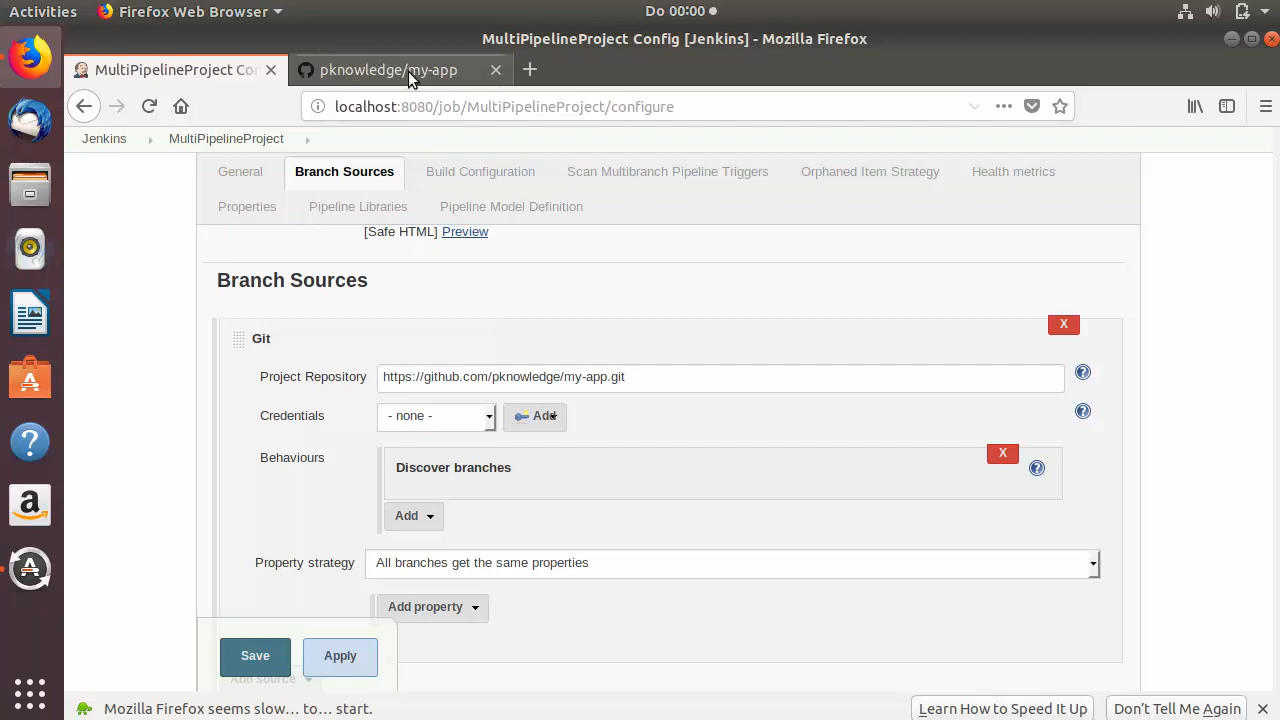 Activities Firefox Web Browser Do 00:00
MultiPipelineProject Config [Jenkins] - Mozilla Firefox
MultiPipelineProject Con pknowledge/my-app
localhost:8080/job/MultiPipelineProject/configure
Jenkins MultiPipelineProject
General Branch Sources Build Configuration Scan Multibranch Pipeline Triggers Orphaned Item Strategy Health metrics
Properties Pipeline Libraries Pipeline Model Definition
[Safe HTML] Preview
Branch Sources
X
Git
Project Repository https://github.com/pknowledge/my-app.git
Credentials - none - Add
Behaviours
X
Discover branches
Add
Property strategy All branches get the same properties
Add property
Save Apply
Add source
Mozilla Firefox seems slow... to... start. Learn How to Speed It Up Don't Tell Me Again